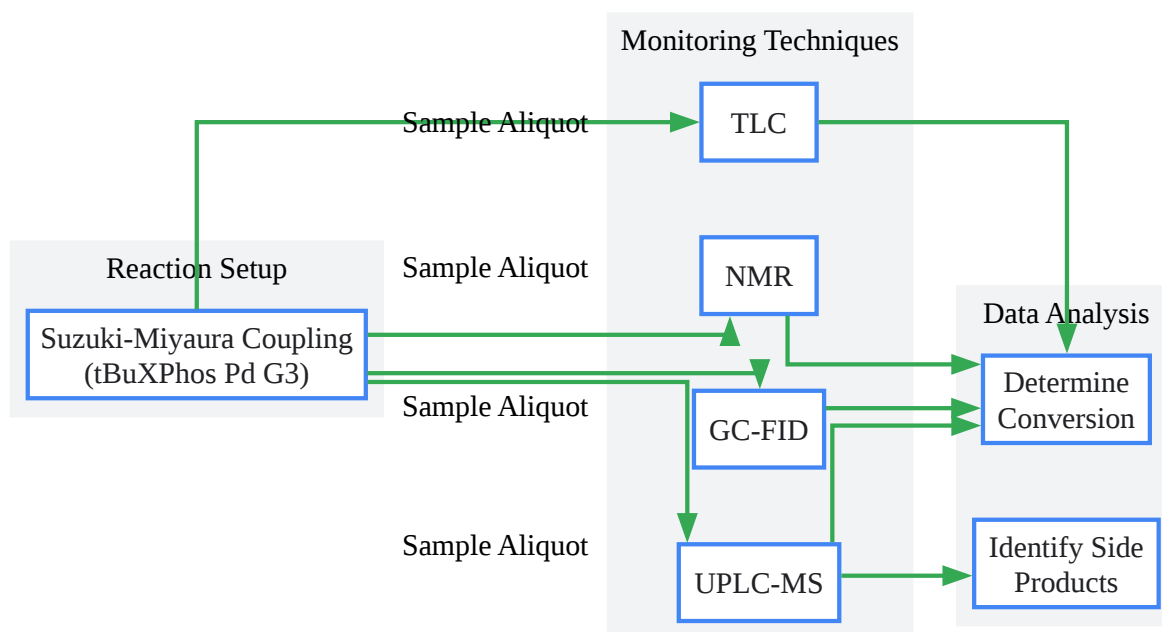 Monitoring Techniques
Sample Aliquot
TLC
Reaction Setup
Sample Aliquot
NMR
Suzuki-Miyaura Coupling
(tBuXPhos Pd G3)
Data Analysis
Determine
Conversion
Sample Aliquot
GC-FID
Sample Aliquot
UPLC-MS
Identify Side
Products